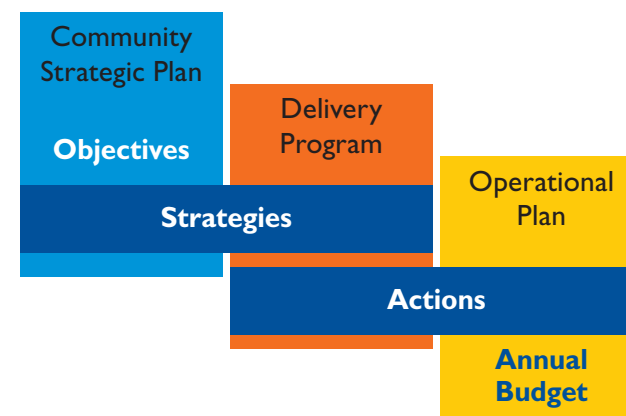 Community
Strategic Plan
Objectives
Delivery
Program
Operational
Plan
Strategies
Actions
Annual
Budget